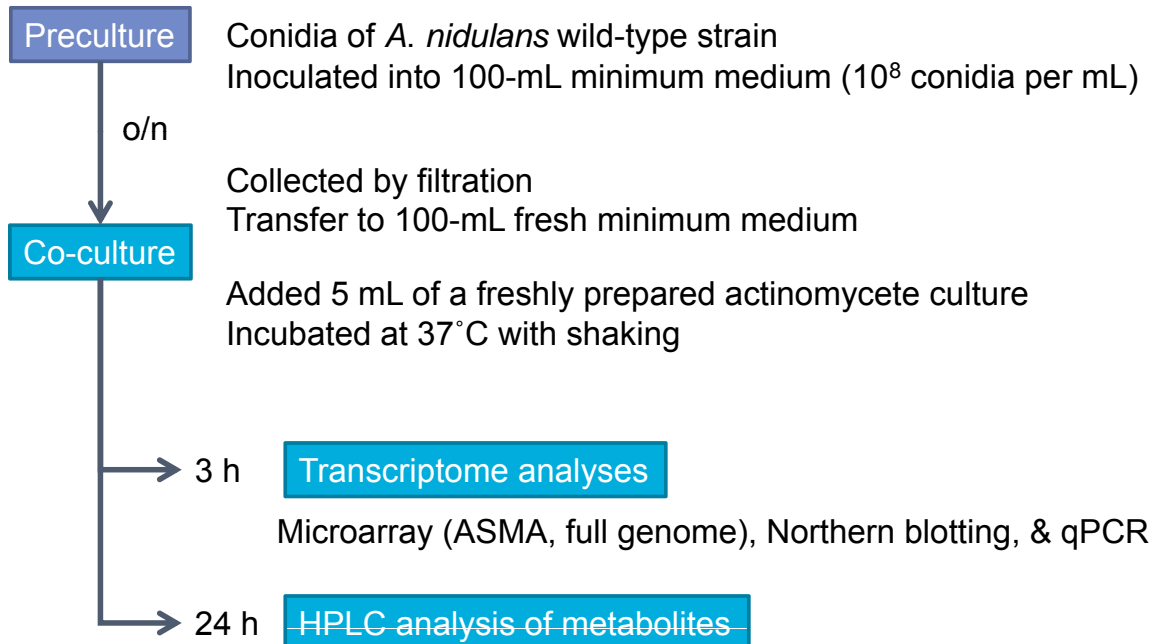 Preculture
Conidia of A. nidulans wild-type strain
Inoculated into 100-mL minimum medium (10⁸ conidia per mL)
o/n
Collected by filtration
Transfer to 100-mL fresh minimum medium
Co-culture
Added 5 mL of a freshly prepared actinomycete culture
Incubated at 37˚C with shaking
3 h
Transcriptome analyses
Microarray (ASMA, full genome), Northern blotting, & qPCR
24 h
HPLC analysis of metabolites